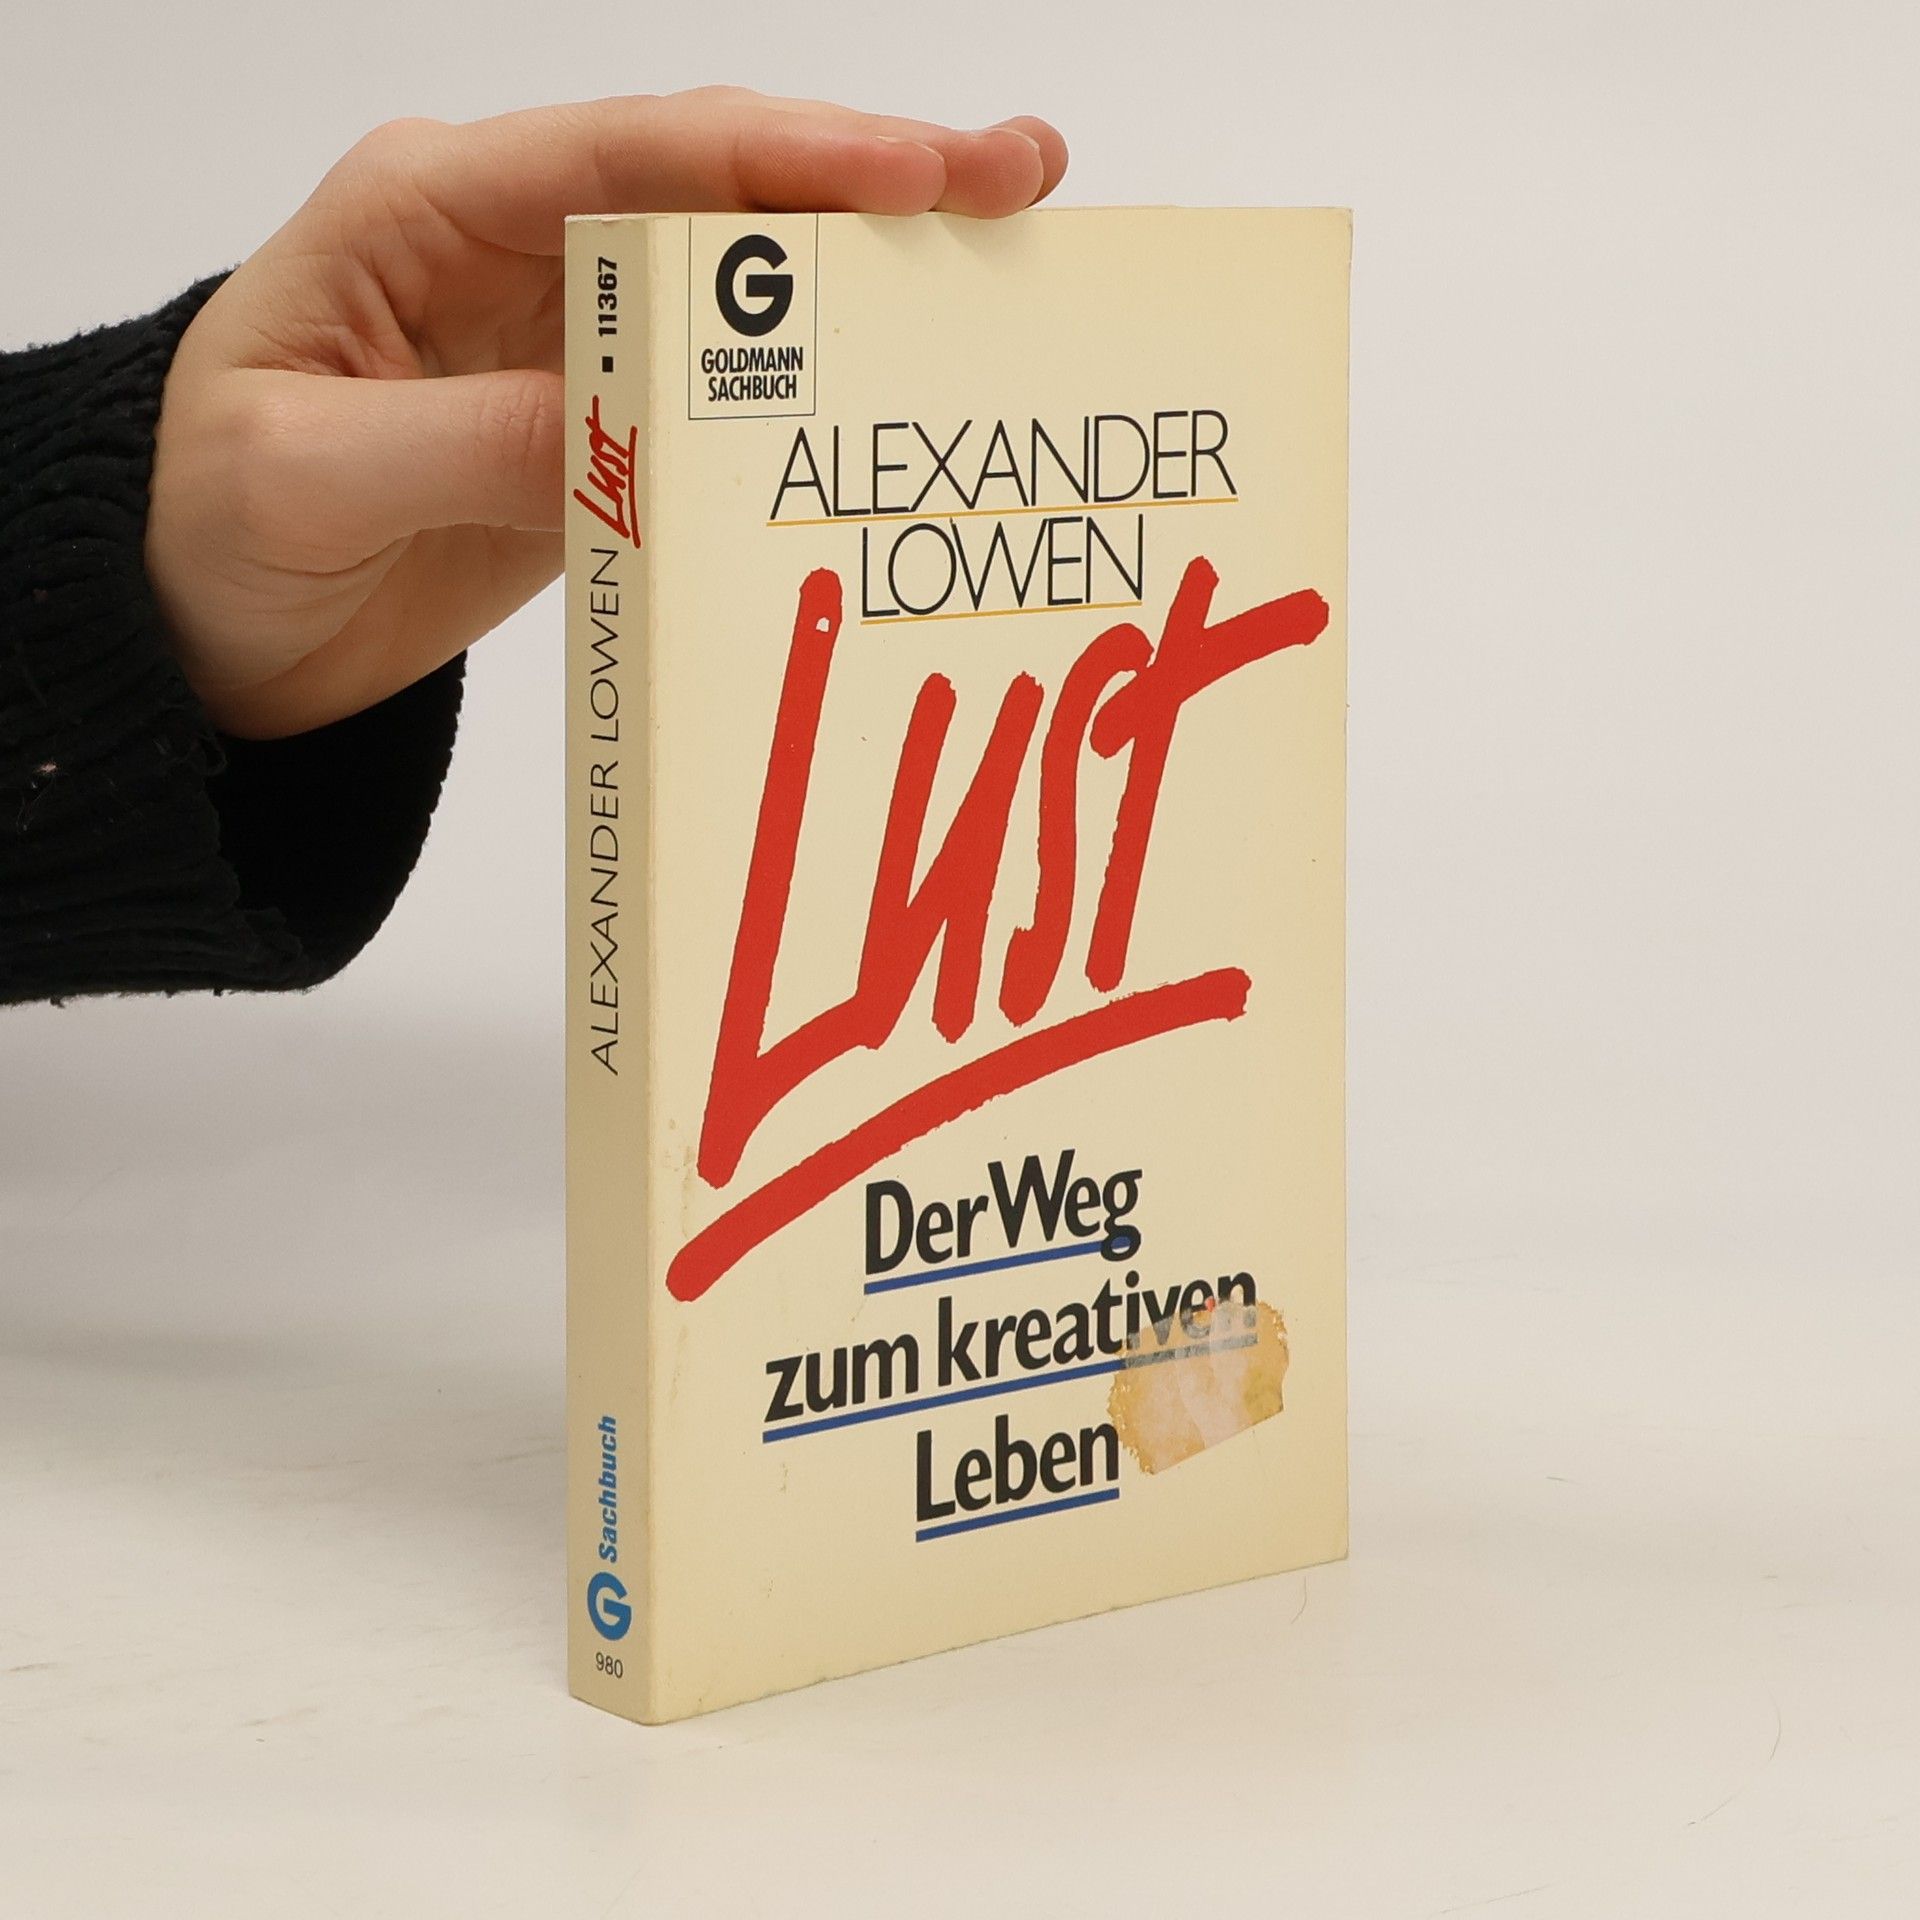 11367
Lust
ALEXANDER LOWEN
Sachbuch
G
980
G
GOLDMANN
SACHBUCH
ALEXANDER
LOWEN
Lust
Der Weg
zum kreativen
Leben